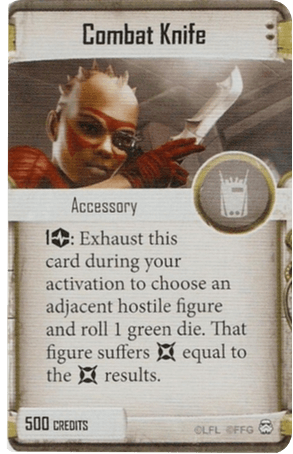 Combat Knife
Accessory
1: Exhaust this
card during your
activation to choose an
adjacent hostile figure
and roll 1 green die. That
figure suffers equal to
the results.
500 CREDITS
©LFL ©FFG